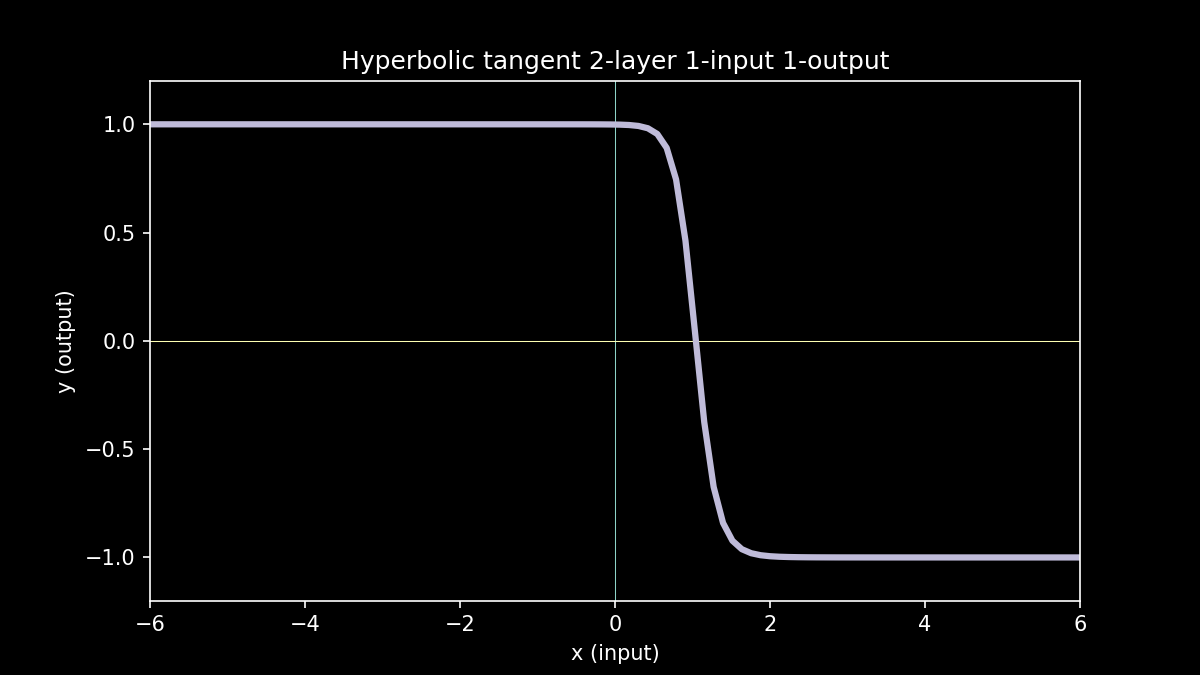 Hyperbolic tangent 2-layer 1-input 1-output
1.0
0.5
0.0
−0.5
−1.0
y (output)
−6 −4 −2 0 2 4 6
x (input)